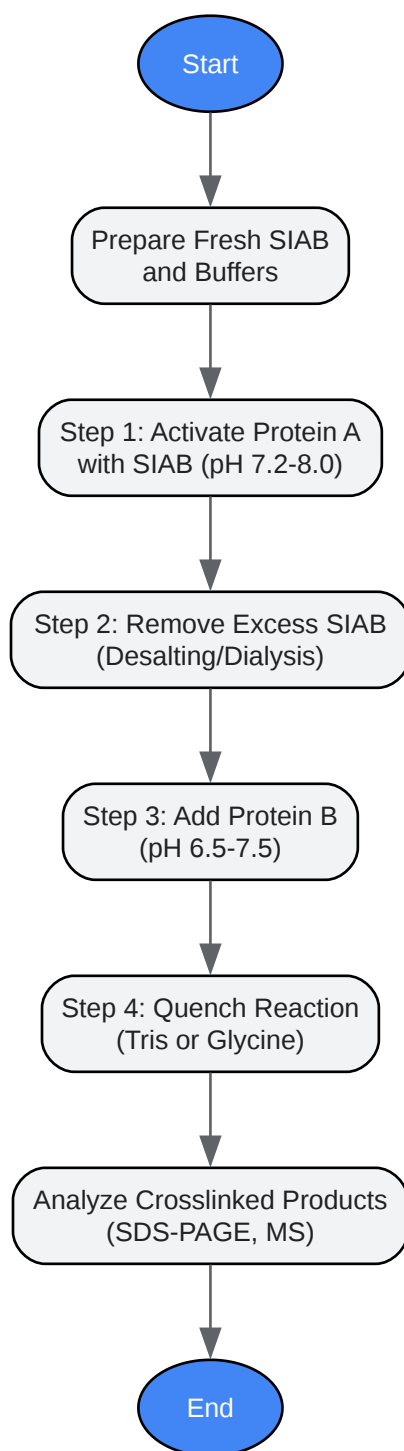 Start
Prepare Fresh SIAB
and Buffers
Step 1: Activate Protein A
with SIAB (pH 7.2-8.0)
Step 2: Remove Excess SIAB
(Desalting/Dialysis)
Step 3: Add Protein B
(pH 6.5-7.5)
Step 4: Quench Reaction
(Tris or Glycine)
Analyze Crosslinked Products
(SDS-PAGE, MS)
End